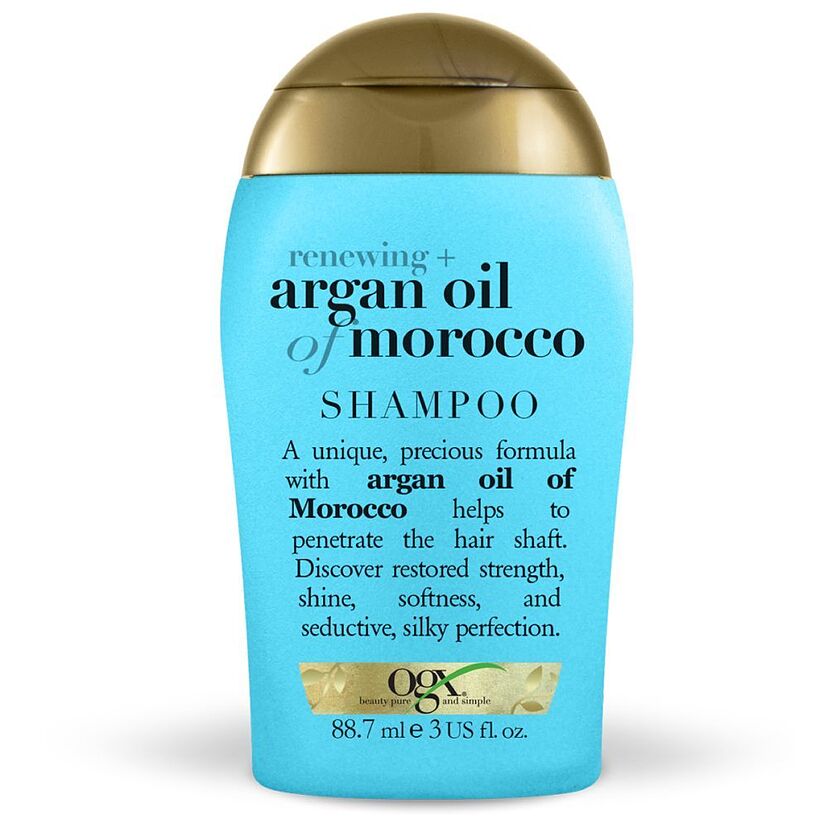 renewing +
argan oil
of morocco
SHAMPOO
A unique, precious formula
with argan oil of
Morocco helps to
penetrate the hair shaft.
Discover restored strength,
shine, softness, and
seductive, silky perfection.
ogx®
beauty pure and simple
88.7 ml ℮ 3 US fl. oz.